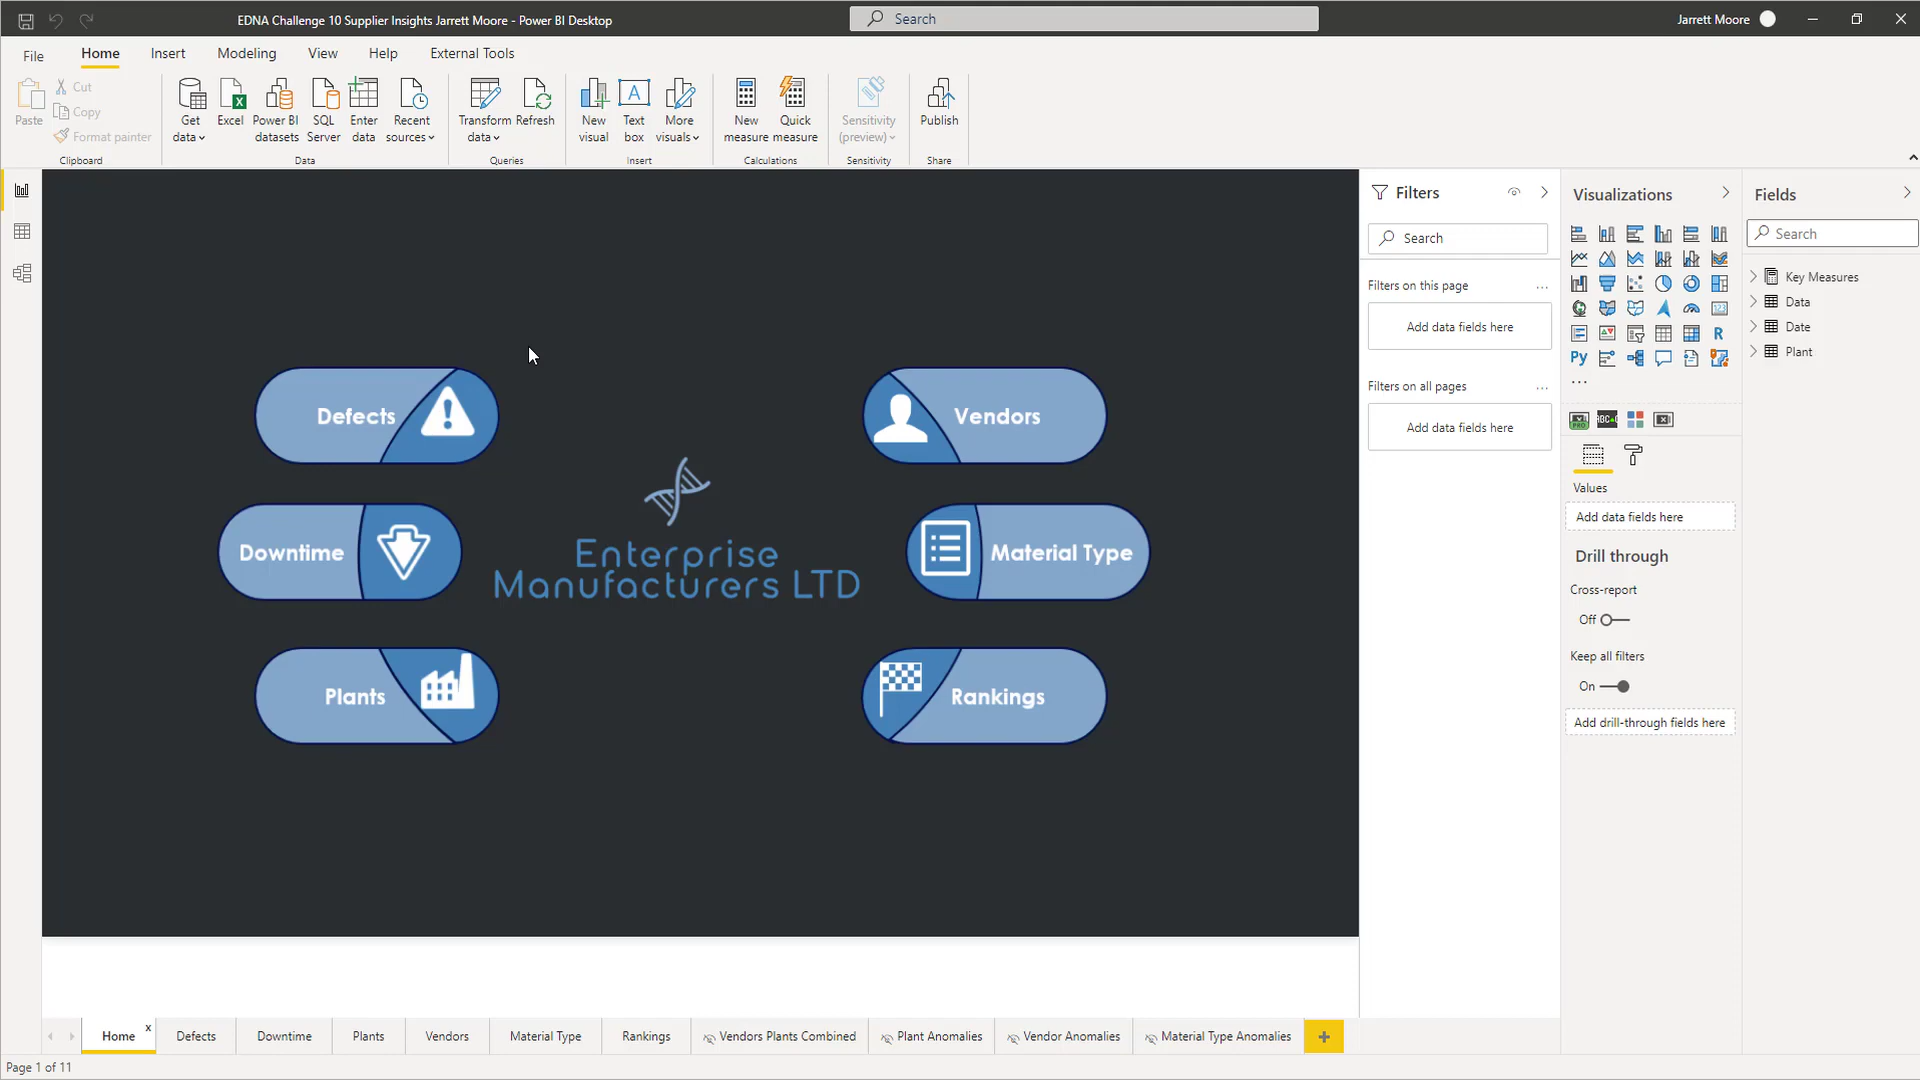 EDNA Challenge 10 Supplier Insights Jarrett Moore - Power BI Desktop
Search
Jarrett Moore
File
Home
Insert
Modeling
View
Help
External Tools
Paste
Cut
Copy
Format painter
Clipboard
Get data
Excel
Power BI datasets
SQL Server
Enter data
Recent sources
Data
Transform data
Refresh
Queries
New visual
Text box
More visuals
Insert
New measure
Quick measure
Calculations
Sensitivity (preview)
Sensitivity
Publish
Share
Defects
Vendors
Downtime
Enterprise
Manufacturers LTD
Material Type
Plants
Rankings
Filters
Search
Filters on this page
...
Add data fields here
Filters on all pages
...
Add data fields here
Visualizations
R
Py
...
Values
Add data fields here
Drill through
Cross-report
Off
Keep all filters
On
Add drill-through fields here
Fields
Search
Key Measures
Data
Date
Plant
Home
x
Defects
Downtime
Plants
Vendors
Material Type
Rankings
Vendors Plants Combined
Plant Anomalies
Vendor Anomalies
Material Type Anomalies
+
Page 1 of 11